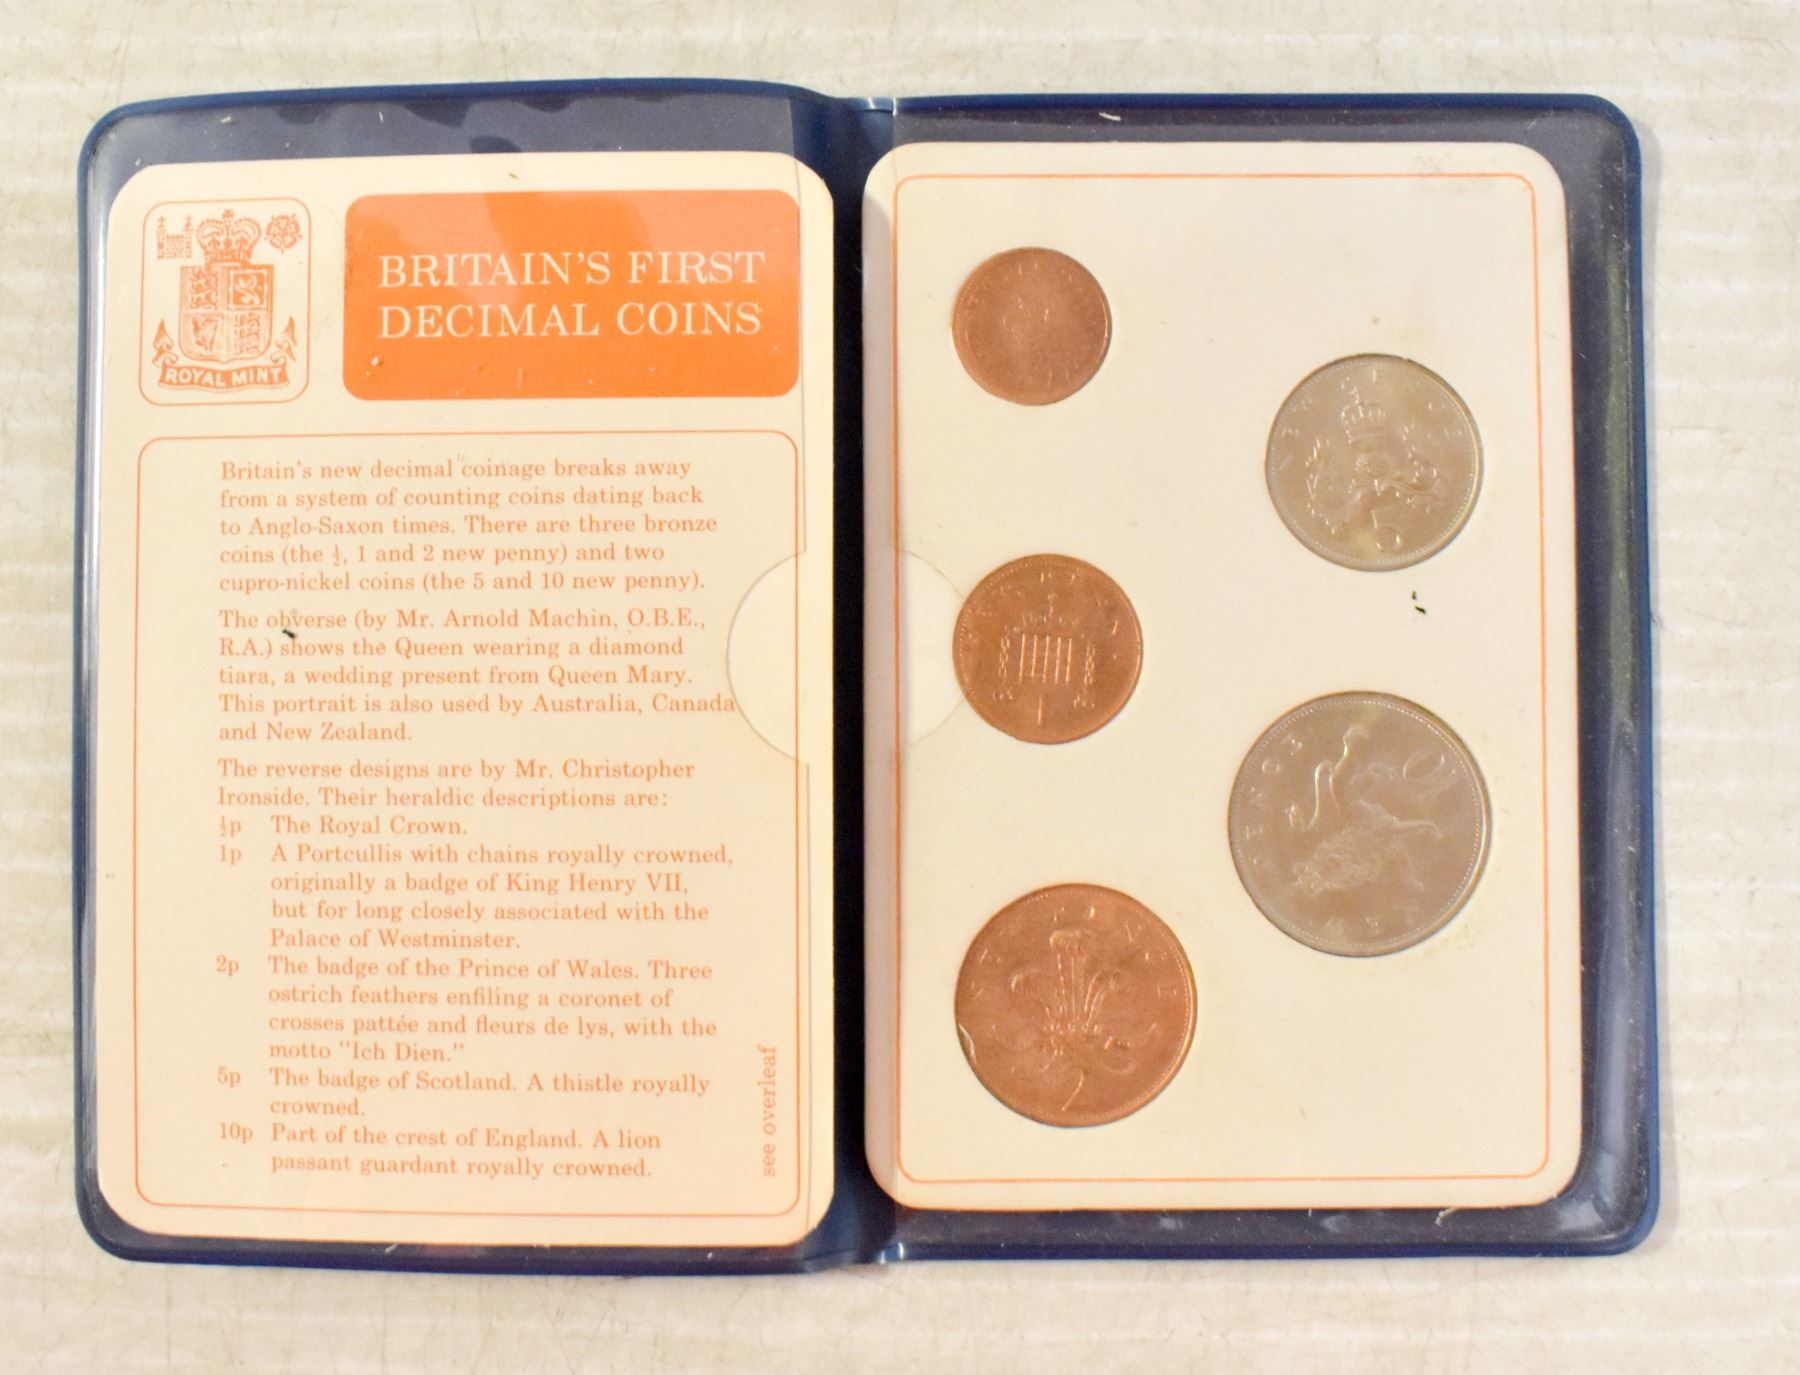 ROYAL MINT
BRITAIN'S FIRST
DECIMAL COINS
Britain's new decimal coinage breaks away
from a system of counting coins dating back
to Anglo-Saxon times. There are three bronze
coins (the ½, 1 and 2 new penny) and two
cupro-nickel coins (the 5 and 10 new penny).
The obverse (by Mr. Arnold Machin, O.B.E.,
R.A.) shows the Queen wearing a diamond
tiara, a wedding present from Queen Mary.
This portrait is also used by Australia, Canada
and New Zealand.
The reverse designs are by Mr. Christopher
Ironside. Their heraldic descriptions are:
½p The Royal Crown.
1p A Portcullis with chains royally crowned,
originally a badge of King Henry VII,
but for long closely associated with the
Palace of Westminster.
2p The badge of the Prince of Wales. Three
ostrich feathers enfiling a coronet of
crosses pattée and fleurs de lys, with the
motto "Ich Dien."
5p The badge of Scotland. A thistle royally
crowned.
10p Part of the crest of England. A lion
passant guardant royally crowned.
see overleaf
NEW PENCE
5
1
NEW PENCE
10
NEW PENCE
2